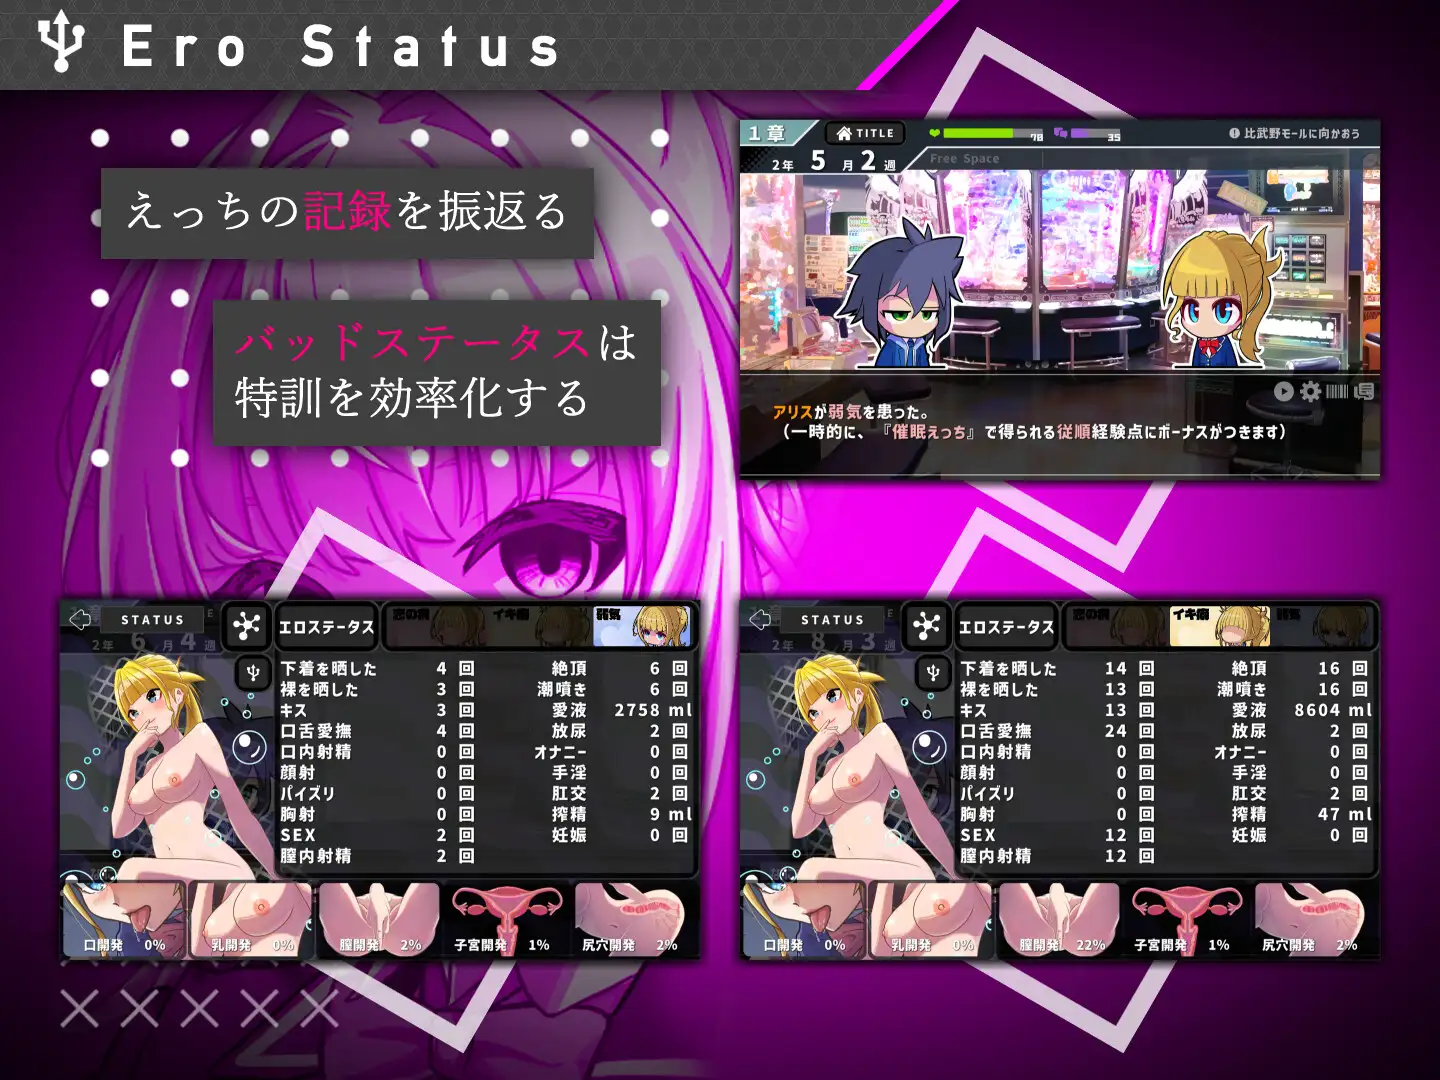 Ero Status
えっちの記録を振返る
バッドステータスは
特訓を効率化する
1章
TITLE
78
35
比武野モールに向かおう
2年 5月 2週
Free Space
アリスが弱気を患った。
(一時的に、『催眠えっち』で得られる従順経験点にボーナスがつきます)
STATUS
2年 6月 4週
エロステータス
恋の病
イキ癖
弱気
下着を晒した 4 回 絶頂 6 回
裸を晒した 3 回 潮噴き 6 回
キス 3 回 愛液 2758 ml
口舌愛撫 4 回 放尿 2 回
口内射精 0 回 オナニー 0 回
顔射 0 回 手淫 0 回
パイズリ 0 回 肛交 2 回
胸射 0 回 搾精 9 ml
SEX 2 回 妊娠 0 回
膣内射精 2 回
口開発 0% 乳開発 0% 膣開発 2% 子宮開発 1% 尻穴開発 2%
STATUS
2年 8月 3週
エロステータス
恋の病
イキ癖
弱気
下着を晒した 14 回 絶頂 16 回
裸を晒した 13 回 潮噴き 16 回
キス 13 回 愛液 8604 ml
口舌愛撫 24 回 放尿 2 回
口内射精 0 回 オナニー 0 回
顔射 0 回 手淫 0 回
パイズリ 0 回 肛交 2 回
胸射 0 回 搾精 47 ml
SEX 12 回 妊娠 0 回
膣内射精 12 回
口開発 0% 乳開発 0% 膣開発 22% 子宮開発 1% 尻穴開発 2%